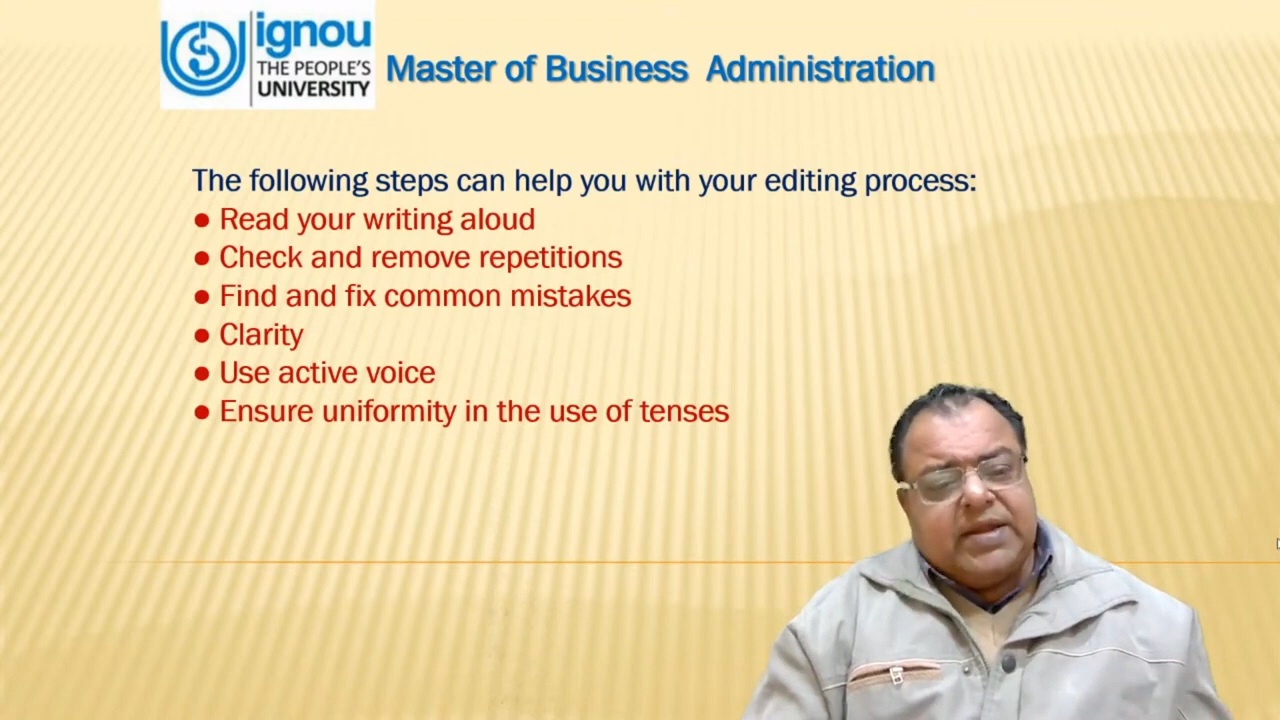 ignou
THE PEOPLE'S
UNIVERSITY
Master of Business Administration
The following steps can help you with your editing process:
● Read your writing aloud
● Check and remove repetitions
● Find and fix common mistakes
● Clarity
● Use active voice
● Ensure uniformity in the use of tenses